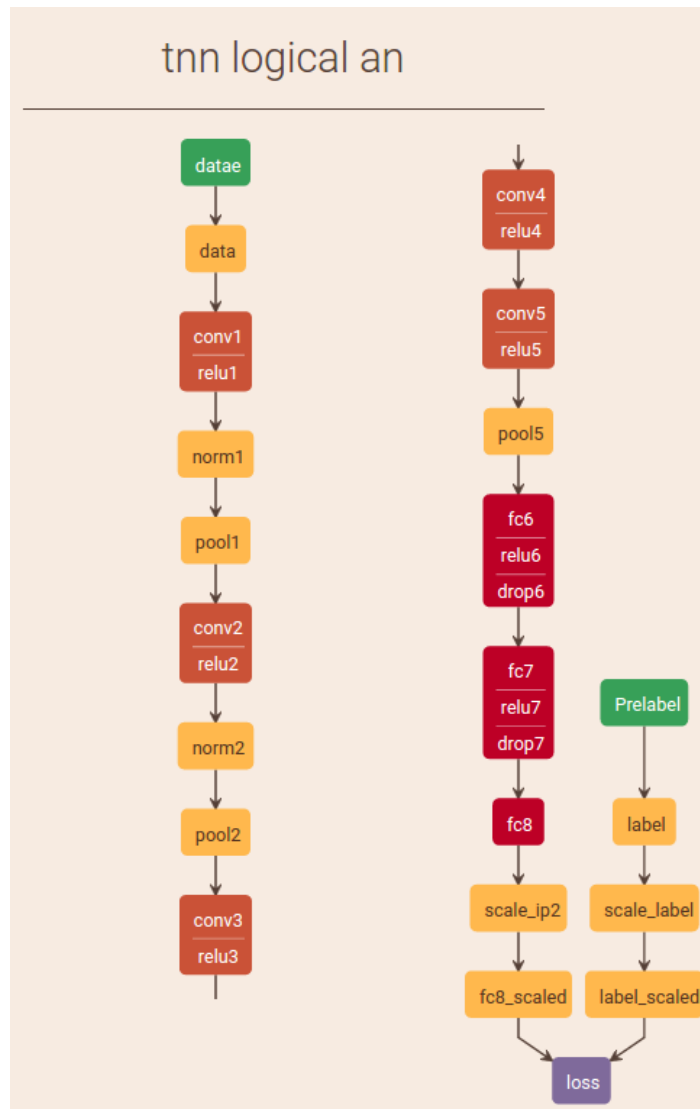 tnn logical an
datae
data
conv1
relu1
norm1
pool1
conv2
relu2
norm2
pool2
conv3
relu3
conv4
relu4
conv5
relu5
pool5
fc6
relu6
drop6
fc7
relu7
drop7
fc8
scale_ip2
fc8_scaled
Prelabel
label
scale_label
label_scaled
loss